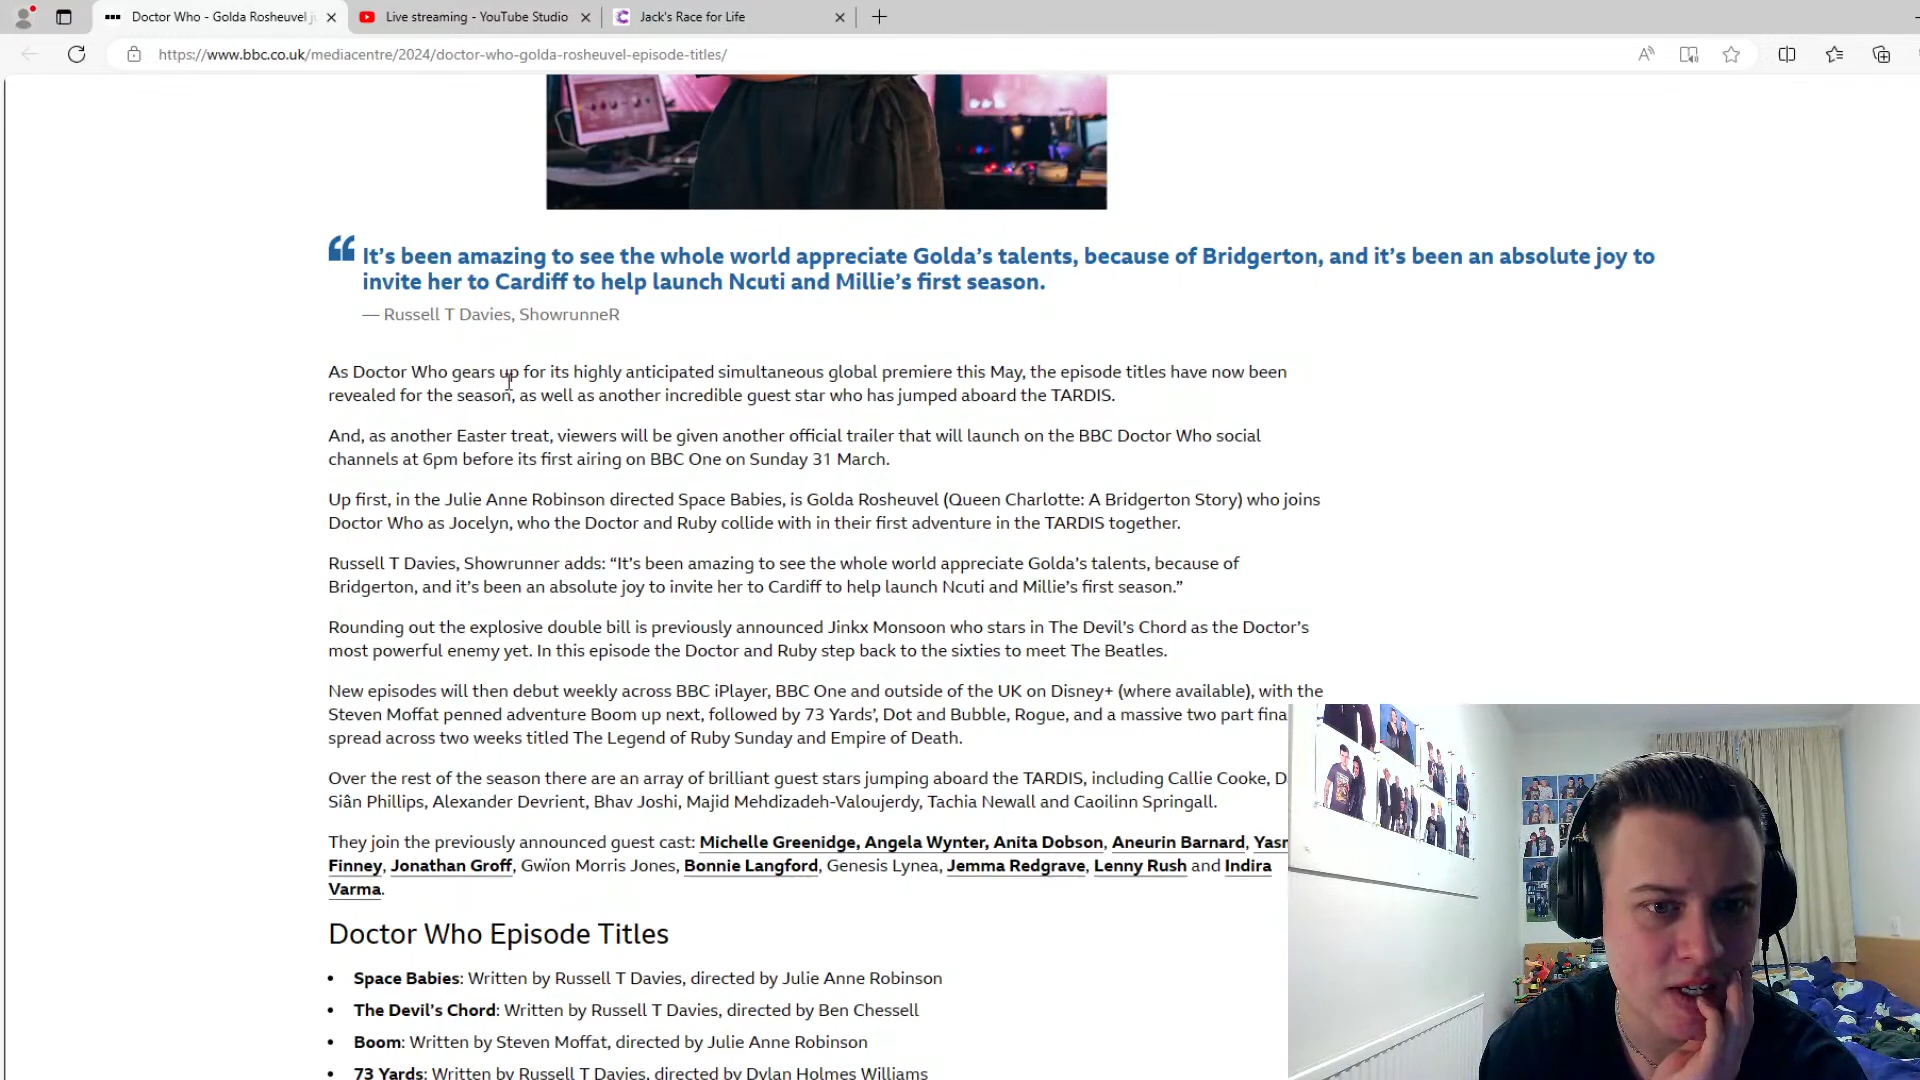 Doctor Who - Golda Rosheuvel j
Live streaming - YouTube Studio
Jack's Race for Life
https://www.bbc.co.uk/mediacentre/2024/doctor-who-golda-rosheuvel-episode-titles/
“ It’s been amazing to see the whole world appreciate Golda’s talents, because of Bridgerton, and it’s been an absolute joy to
invite her to Cardiff to help launch Ncuti and Millie’s first season.
— Russell T Davies, ShowrunneR
As Doctor Who gears up for its highly anticipated simultaneous global premiere this May, the episode titles have now been
revealed for the season, as well as another incredible guest star who has jumped aboard the TARDIS.
And, as another Easter treat, viewers will be given another official trailer that will launch on the BBC Doctor Who social
channels at 6pm before its first airing on BBC One on Sunday 31 March.
Up first, in the Julie Anne Robinson directed Space Babies, is Golda Rosheuvel (Queen Charlotte: A Bridgerton Story) who joins
Doctor Who as Jocelyn, who the Doctor and Ruby collide with in their first adventure in the TARDIS together.
Russell T Davies, Showrunner adds: “It’s been amazing to see the whole world appreciate Golda’s talents, because of
Bridgerton, and it’s been an absolute joy to invite her to Cardiff to help launch Ncuti and Millie’s first season.”
Rounding out the explosive double bill is previously announced Jinkx Monsoon who stars in The Devil’s Chord as the Doctor’s
most powerful enemy yet. In this episode the Doctor and Ruby step back to the sixties to meet The Beatles.
New episodes will then debut weekly across BBC iPlayer, BBC One and outside of the UK on Disney+ (where available), with the
Steven Moffat penned adventure Boom up next, followed by 73 Yards’, Dot and Bubble, Rogue, and a massive two part fina
spread across two weeks titled The Legend of Ruby Sunday and Empire of Death.
Over the rest of the season there are an array of brilliant guest stars jumping aboard the TARDIS, including Callie Cooke, D
Siân Phillips, Alexander Devrient, Bhav Joshi, Majid Mehdizadeh-Valoujerdy, Tachia Newall and Caoilinn Springall.
They join the previously announced guest cast: Michelle Greenidge, Angela Wynter, Anita Dobson, Aneurin Barnard, Yasm
Finney, Jonathan Groff, Gwïon Morris Jones, Bonnie Langford, Genesis Lynea, Jemma Redgrave, Lenny Rush and Indira
Varma.
Doctor Who Episode Titles
• Space Babies: Written by Russell T Davies, directed by Julie Anne Robinson
• The Devil’s Chord: Written by Russell T Davies, directed by Ben Chessell
• Boom: Written by Steven Moffat, directed by Julie Anne Robinson
• 73 Yards: Written by Russell T Davies, directed by Dylan Holmes Williams